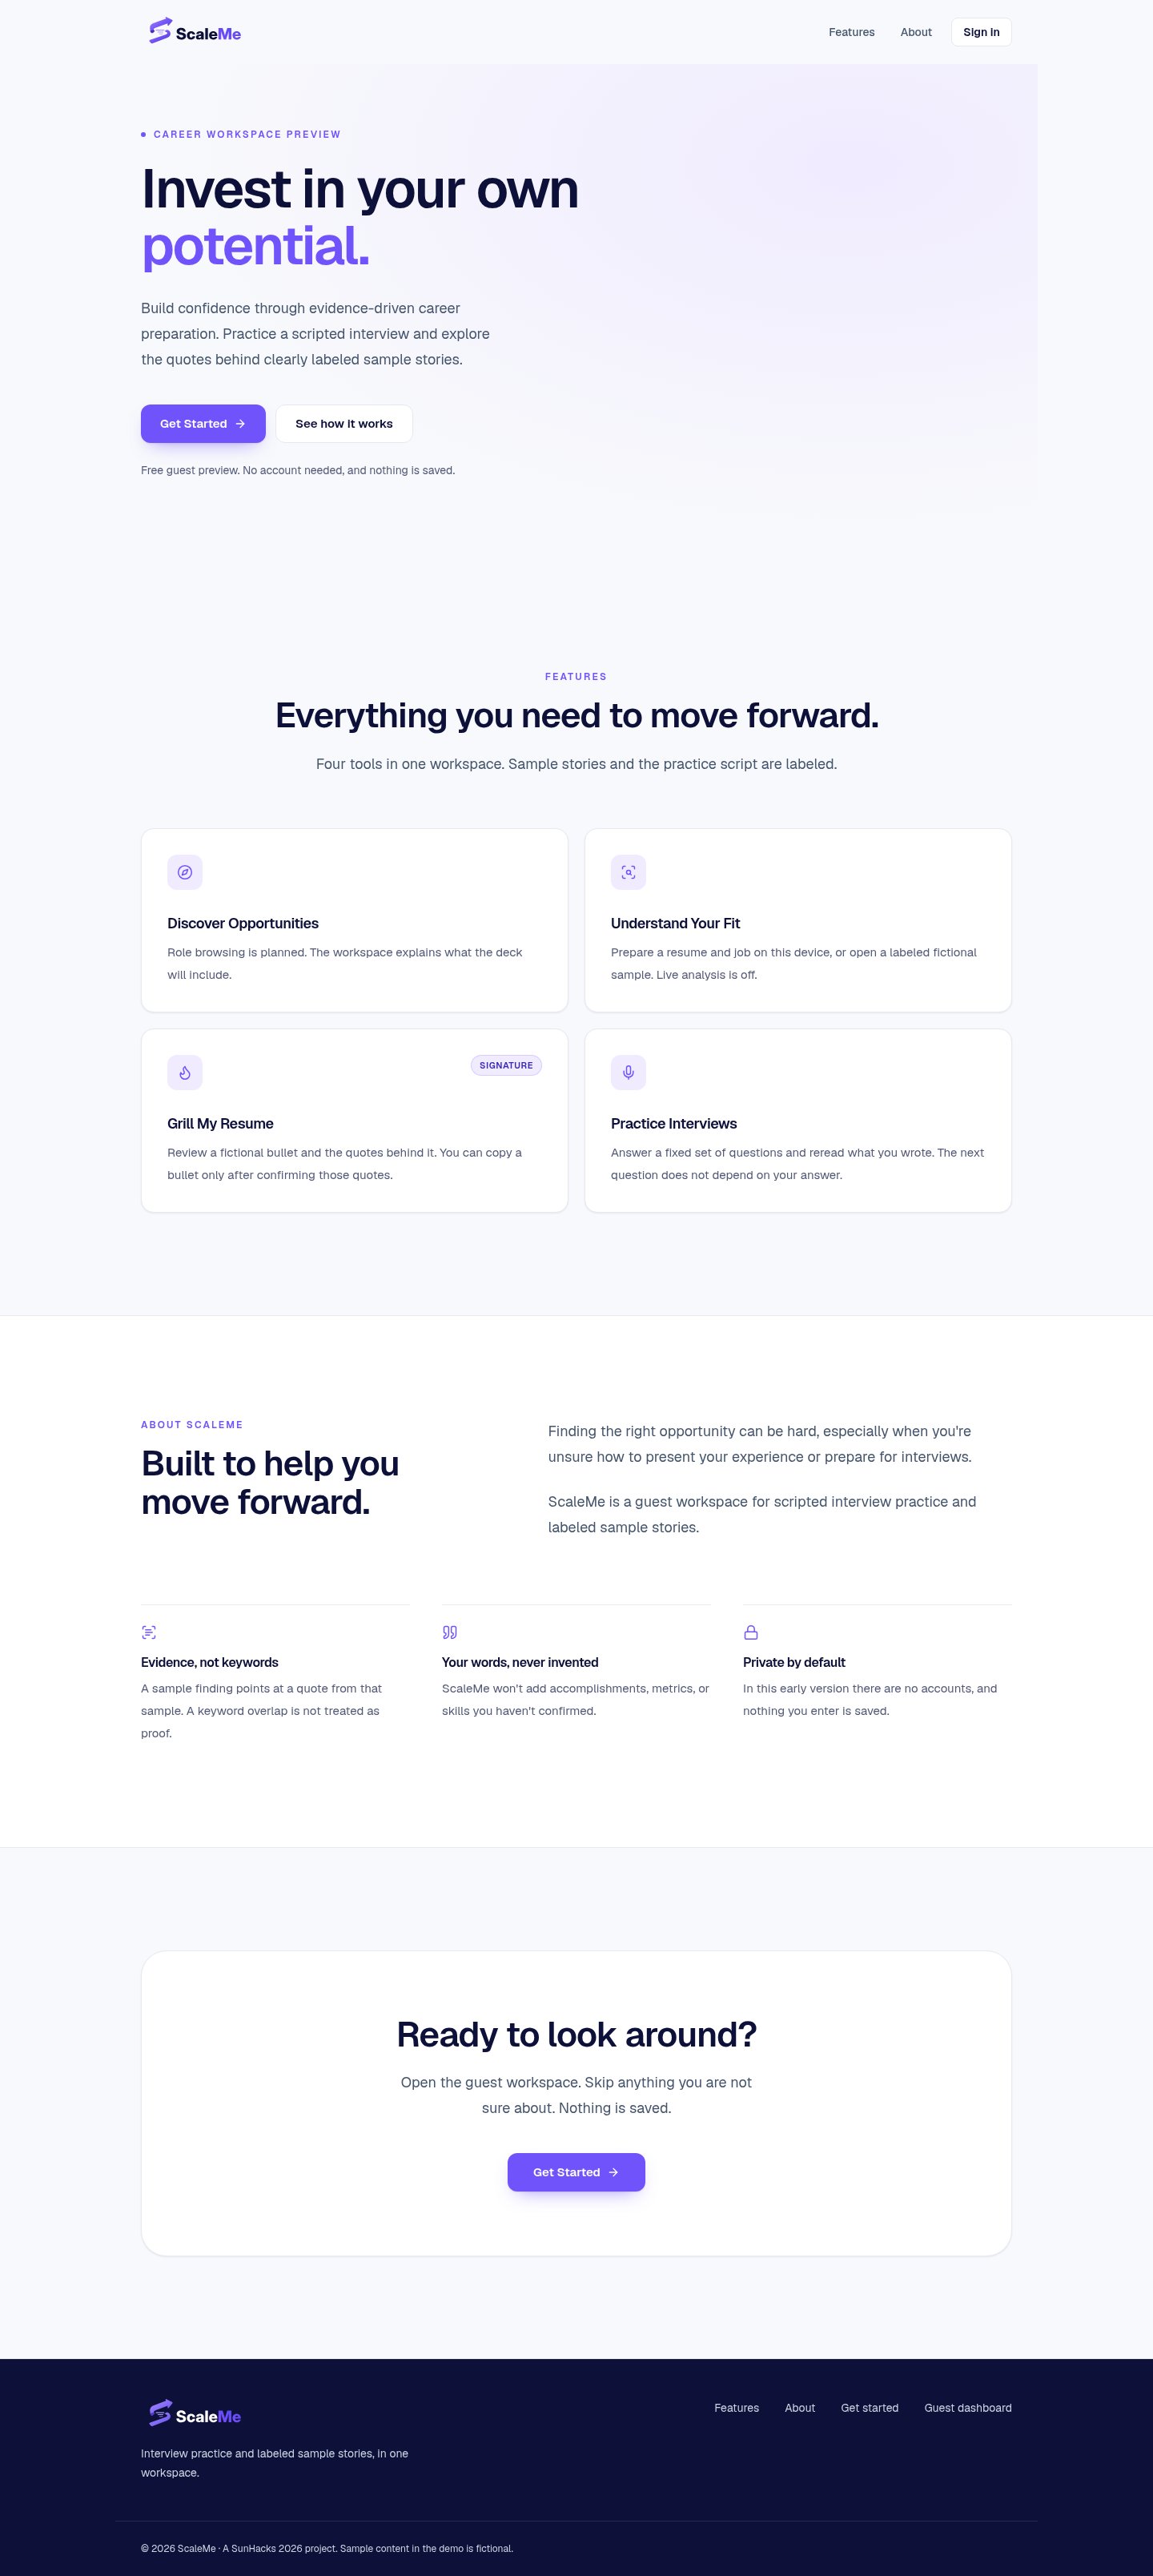 ScaleMe
Features
About
Sign in
CAREER WORKSPACE PREVIEW
Invest in your own
potential.
Build confidence through evidence-driven career
preparation. Practice a scripted interview and explore
the quotes behind clearly labeled sample stories.
Get Started
See how it works
Free guest preview. No account needed, and nothing is saved.
FEATURES
Everything you need to move forward.
Four tools in one workspace. Sample stories and the practice script are labeled.
Discover Opportunities
Role browsing is planned. The workspace explains what the deck
will include.
Understand Your Fit
Prepare a resume and job on this device, or open a labeled fictional
sample. Live analysis is off.
SIGNATURE
Grill My Resume
Review a fictional bullet and the quotes behind it. You can copy a
bullet only after confirming those quotes.
Practice Interviews
Answer a fixed set of questions and reread what you wrote. The next
question does not depend on your answer.
ABOUT SCALEME
Built to help you
move forward.
Finding the right opportunity can be hard, especially when you're
unsure how to present your experience or prepare for interviews.
ScaleMe is a guest workspace for scripted interview practice and
labeled sample stories.
Evidence, not keywords
A sample finding points at a quote from that
sample. A keyword overlap is not treated as
proof.
Your words, never invented
ScaleMe won't add accomplishments, metrics, or
skills you haven't confirmed.
Private by default
In this early version there are no accounts, and
nothing you enter is saved.
Ready to look around?
Open the guest workspace. Skip anything you are not
sure about. Nothing is saved.
Get Started
ScaleMe
Features
About
Get started
Guest dashboard
Interview practice and labeled sample stories, in one
workspace.
© 2026 ScaleMe · A SunHacks 2026 project. Sample content in the demo is fictional.